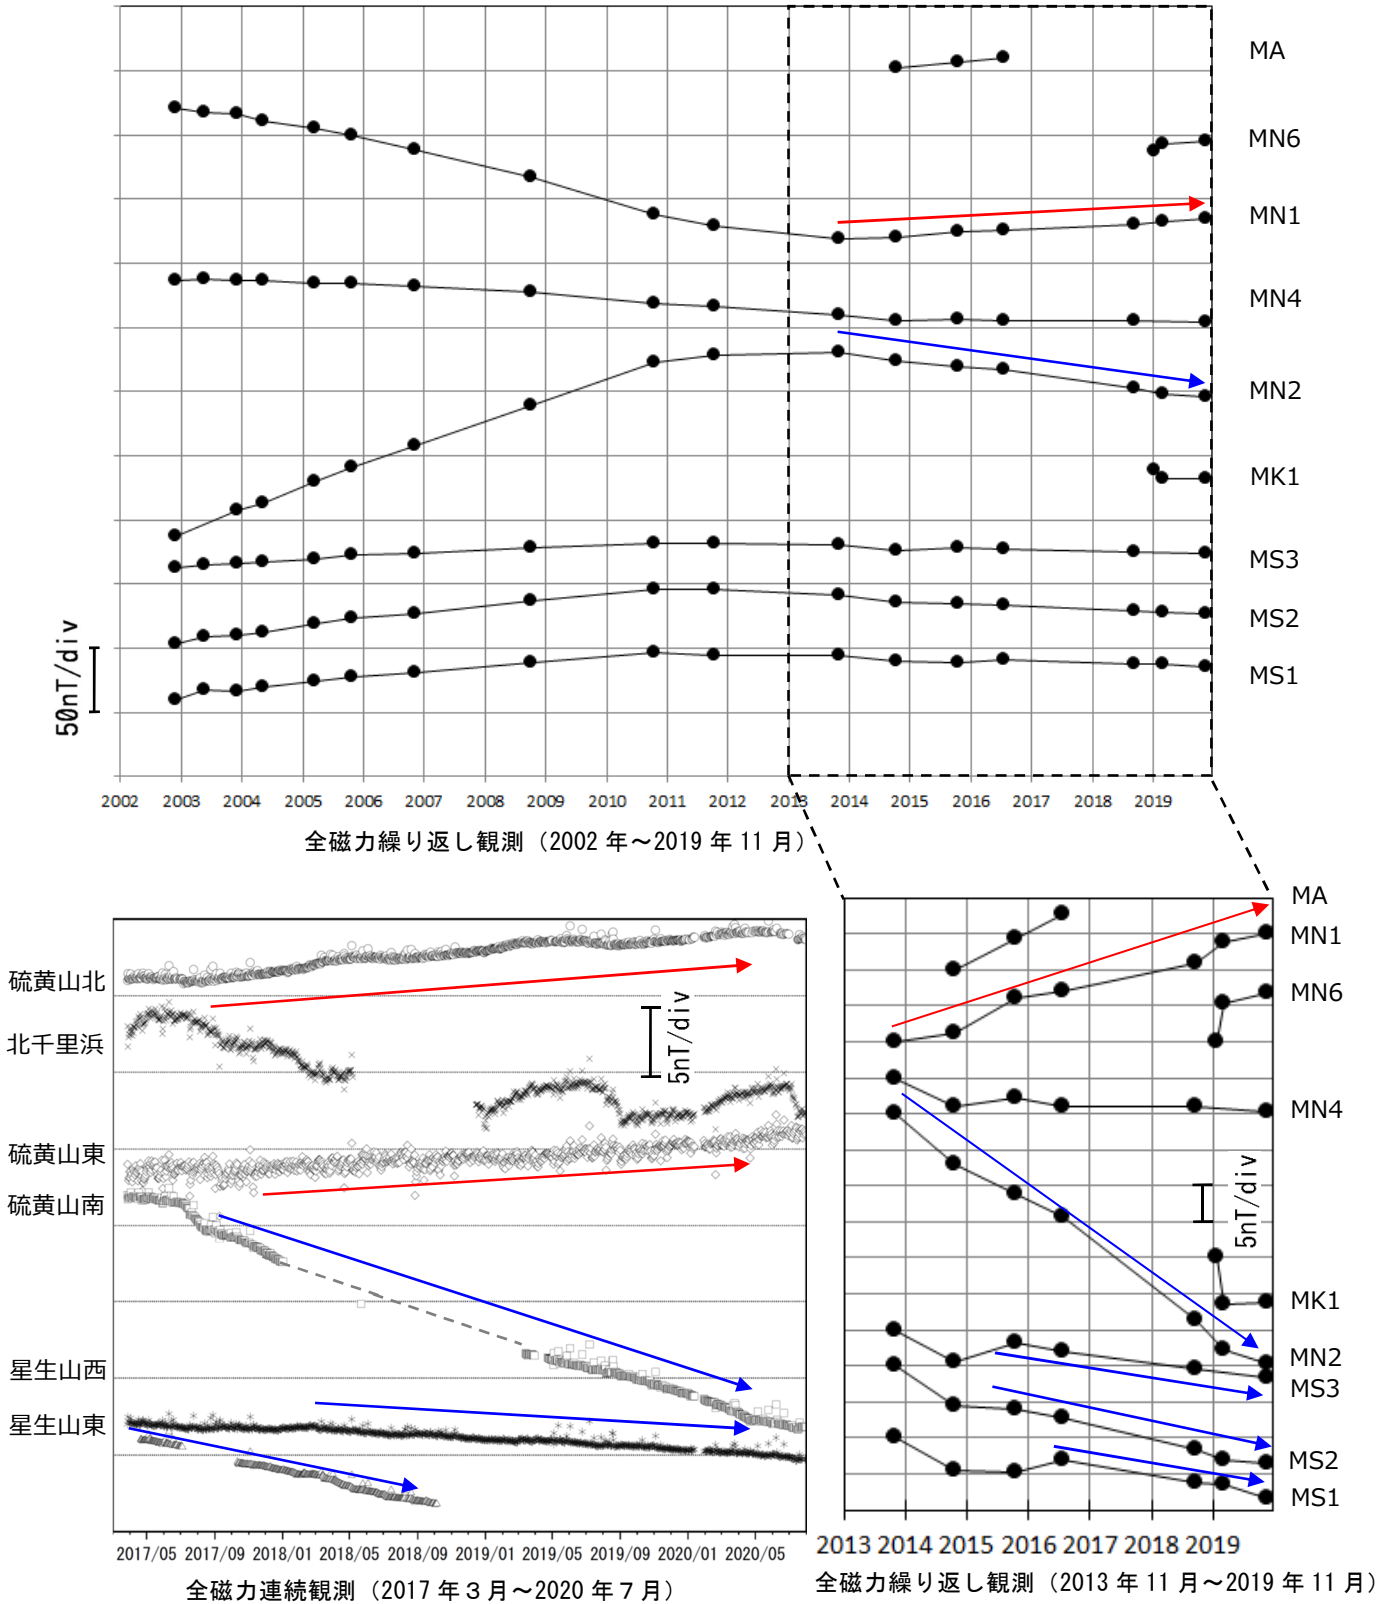 MA
MN6
MN1
MN4
MN2
MK1
MS3
MS2
MS1
50nT/div
2002 2003 2004 2005 2006 2007 2008 2009 2010 2011 2012 2013 2014 2015 2016 2017 2018 2019
全磁力繰り返し観測（2002 年～2019 年 11 月）
硫黄山北
北千里浜
硫黄山東
硫黄山南
星生山西
星生山東
5nT/div
2017/05 2017/09 2018/01 2018/05 2018/09 2019/01 2019/05 2019/09 2020/01 2020/05
全磁力連続観測（2017 年３月～2020 年７月）
MA
MN1
MN6
MN4
5nT/div
MK1
MN2
MS3
MS2
MS1
2013 2014 2015 2016 2017 2018 2019
全磁力繰り返し観測（2013 年 11 月～2019 年 11 月）